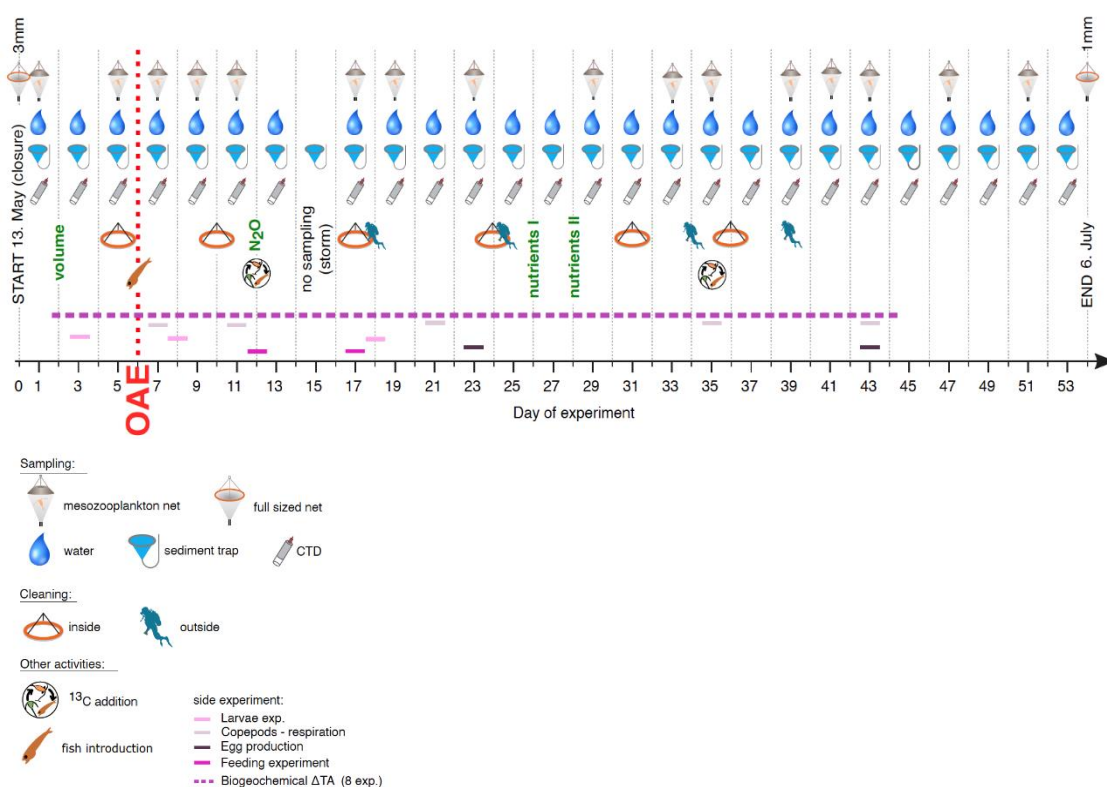 3mm
1mm
START 13. May (closure)
volume
N2O
no sampling
(storm)
nutrients I
nutrients II
END 6. July
0 1 3 5 7 9 11 13 15 17 19 21 23 25 27 29 31 33 35 37 39 41 43 45 47 49 51 53
OAE
Day of experiment
Sampling:
mesozooplankton net
full sized net
water
sediment trap
CTD
Cleaning:
inside
outside
Other activities:
13C addition
fish introduction
side experiment:
Larvae exp.
Copepods - respiration
Egg production
Feeding experiment
Biogeochemical ΔTA (8 exp.)